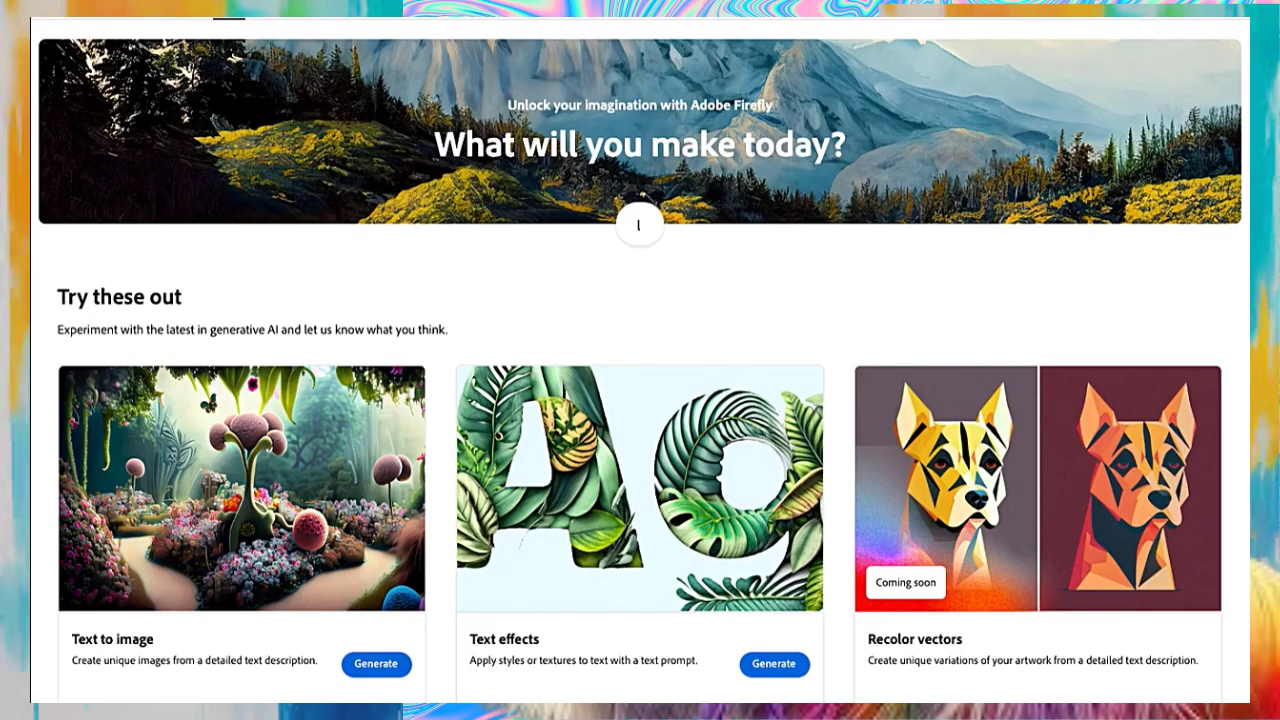 Unlock your imagination with Adobe Firefly
What will you make today?
Try these out
Experiment with the latest in generative AI and let us know what you think.
Ag
Coming soon
Text to image
Create unique images from a detailed text description.
Generate
Text effects
Apply styles or textures to text with a text prompt.
Generate
Recolor vectors
Create unique variations of your artwork from a detailed text description.